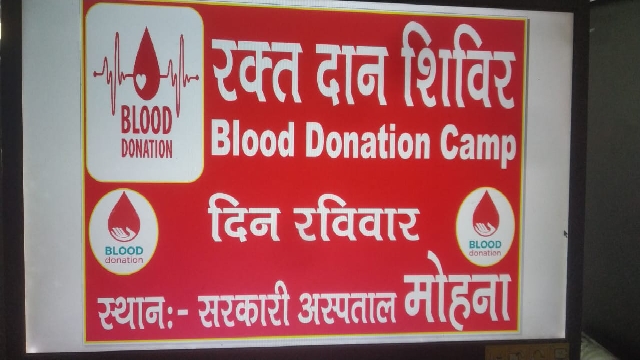 BLOOD
DONATION
रक्त दान शिविर
Blood Donation Camp
दिन रविवार
BLOOD
donation
BLOOD
donation
स्थान:- सरकारी अस्पताल मोहना